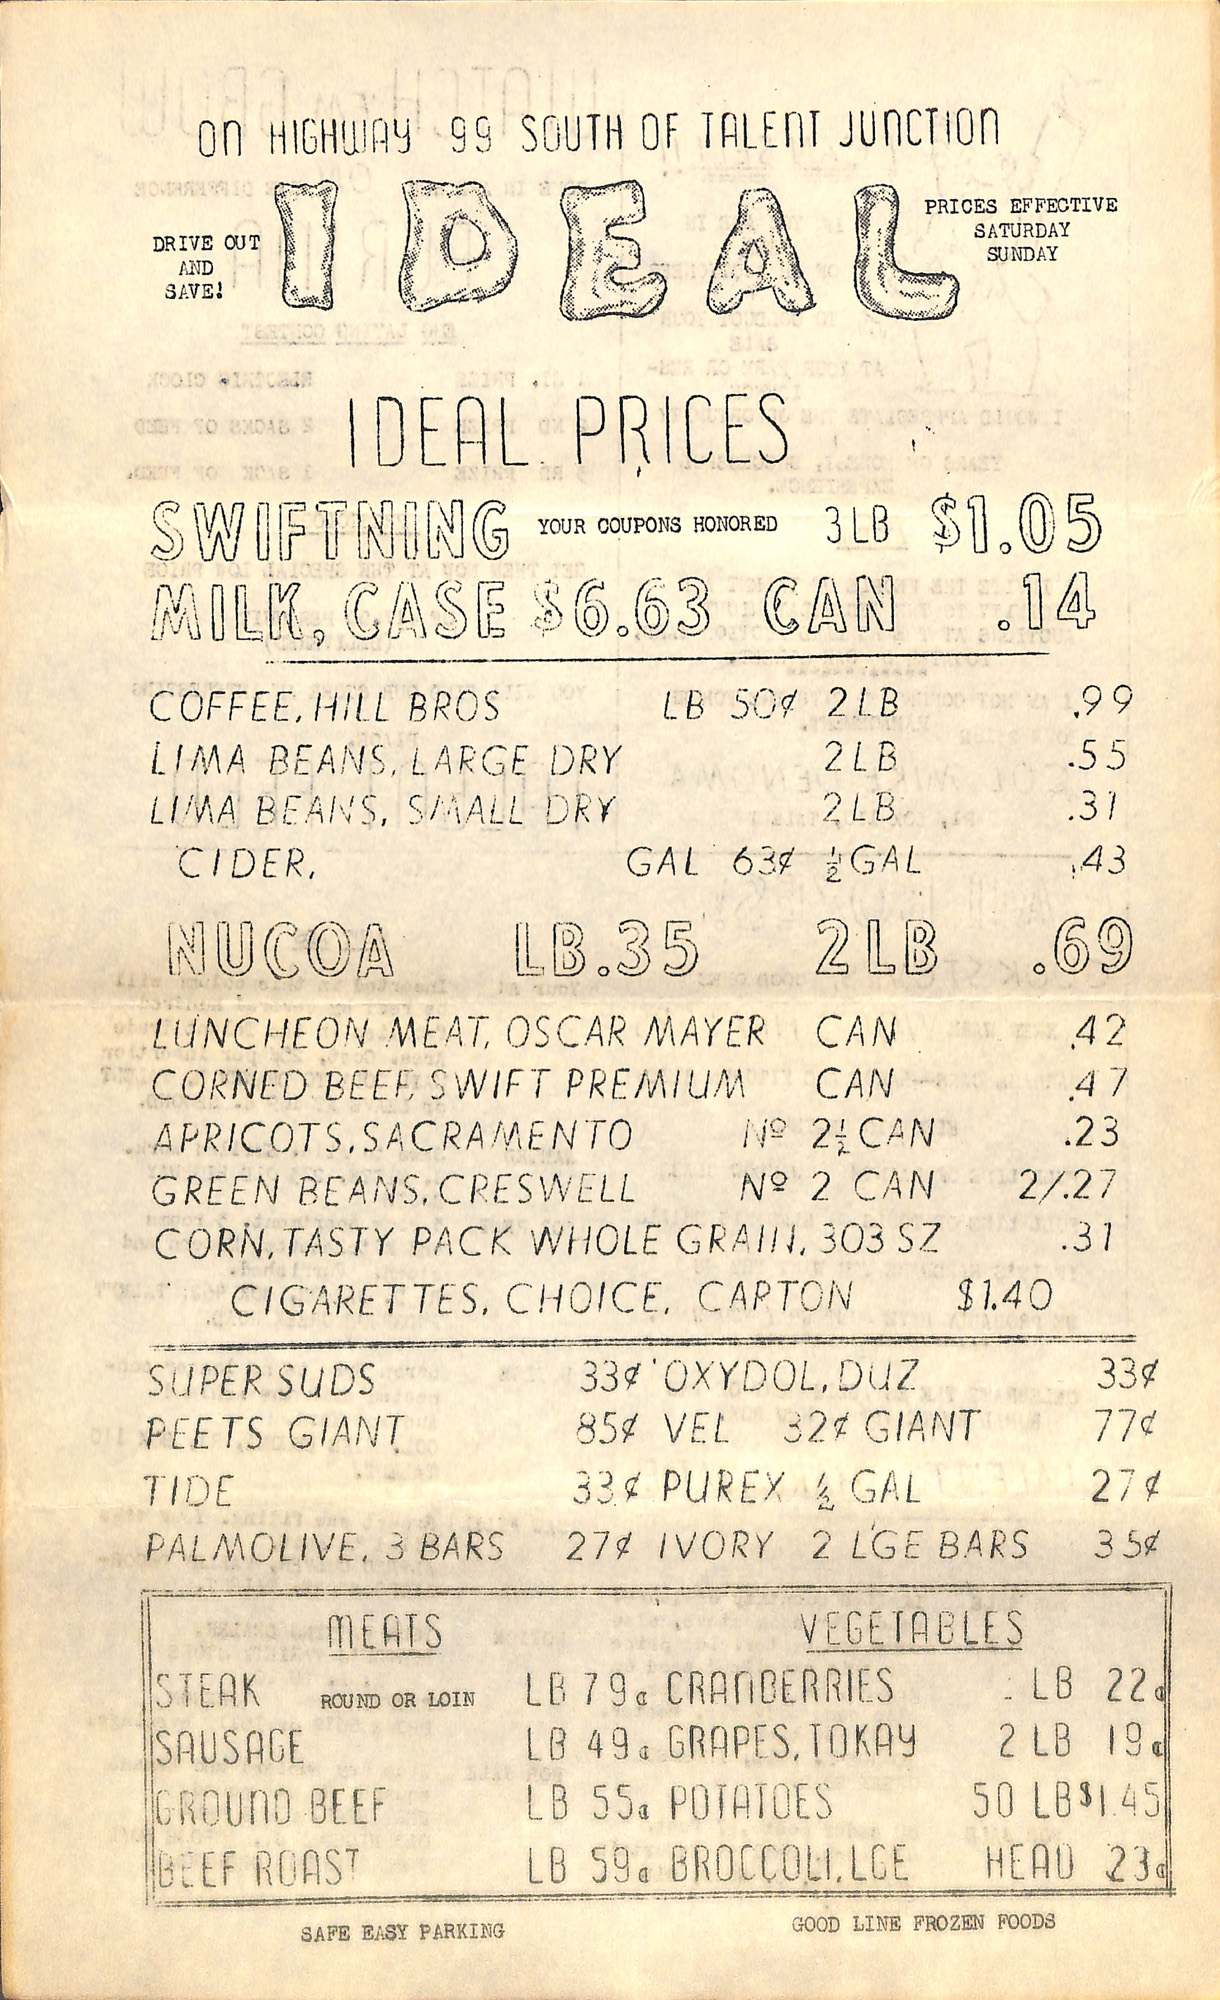 ON HIGHWAY 99 SOUTH OF TALENT JUNCTION
DRIVE OUT
AND
SAVE!
IDEAL
PRICES EFFECTIVE
SATURDAY
SUNDAY
IDEAL PRICES
SWIFTNING YOUR COUPONS HONORED 3 LB $1.05
MILK, CASE $6.63 CAN .14
COFFEE, HILL BROS LB 50¢ 2 LB .99
LIMA BEANS, LARGE DRY 2 LB .55
LIMA BEANS, SMALL DRY 2 LB .31
CIDER, GAL 63¢ ½ GAL .43
NUCOA LB .35 2 LB .69
LUNCHEON MEAT, OSCAR MAYER CAN .42
CORNED BEEF, SWIFT PREMIUM CAN .47
APRICOTS, SACRAMENTO Nº 2½ CAN .23
GREEN BEANS, CRESWELL Nº 2 CAN 2/.27
CORN, TASTY PACK WHOLE GRAIN, 303 SZ .31
CIGARETTES, CHOICE, CARTON $1.40
SUPER SUDS 33¢ OXYDOL, DUZ 33¢
PEETS GIANT 85¢ VEL 32¢ GIANT 77¢
TIDE 33¢ PUREX ½ GAL 27¢
PALMOLIVE, 3 BARS 27¢ IVORY 2 LGE BARS 35¢
MEATS VEGETABLES
STEAK ROUND OR LOIN LB 79¢ CRANBERRIES LB 22¢
SAUSAGE LB 49¢ GRAPES, TOKAY 2 LB 19¢
GROUND BEEF LB 55¢ POTATOES 50 LB $1.45
BEEF ROAST LB 59¢ BROCCOLI, LGE HEAD 23¢
SAFE EASY PARKING GOOD LINE FROZEN FOODS